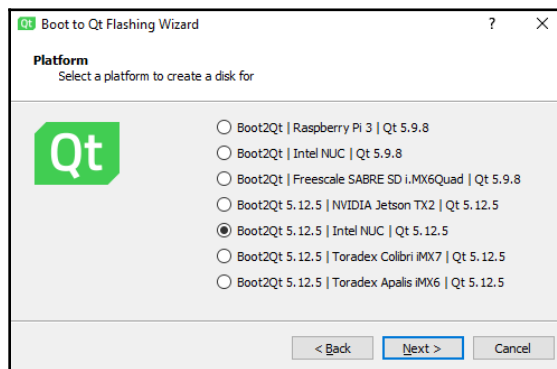 Qt Boot to Qt Flashing Wizard ? ×
Platform
Select a platform to create a disk for
Qt
Boot2Qt | Raspberry Pi 3 | Qt 5.9.8
Boot2Qt | Intel NUC | Qt 5.9.8
Boot2Qt | Freescale SABRE SD i.MX6Quad | Qt 5.9.8
Boot2Qt 5.12.5 | NVIDIA Jetson TX2 | Qt 5.12.5
Boot2Qt 5.12.5 | Intel NUC | Qt 5.12.5
Boot2Qt 5.12.5 | Toradex Colibri iMX7 | Qt 5.12.5
Boot2Qt 5.12.5 | Toradex Apalis iMX6 | Qt 5.12.5
< Back Next > Cancel